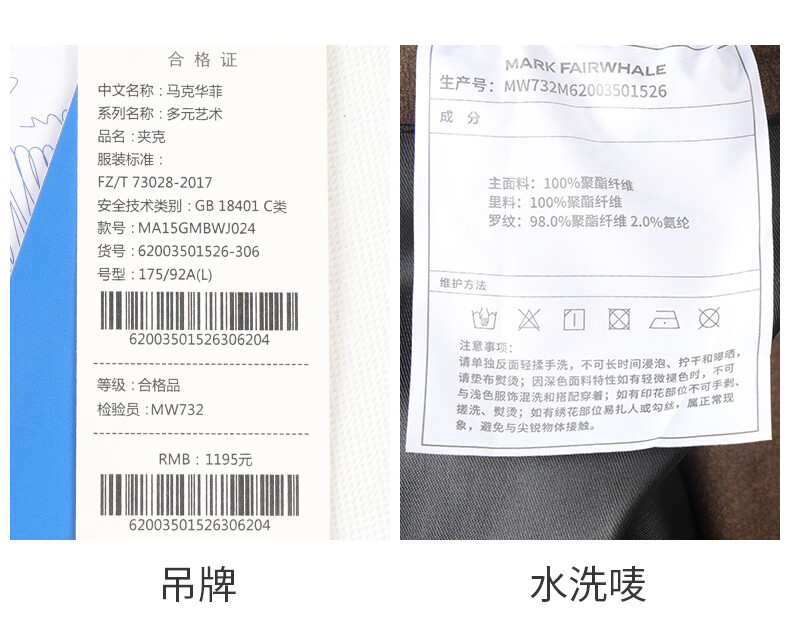 合格证
中文名称：马克华菲
系列名称：多元艺术
品名：夹克
服装标准：
FZ/T 73028-2017
安全技术类别：GB 18401 C类
款号：MA15GMBWJ024
货号：62003501526-306
号型：175/92A(L)
62003501526306204
等级：合格品
检验员：MW732
RMB：1195元
62003501526306204
吊牌
MARK FAIRWHALE
生产号：MW732M62003501526
成 分
主面料：100%聚酯纤维
里料：100%聚酯纤维
罗纹：98.0%聚酯纤维 2.0%氨纶
维护方法
注意事项：
请单独反面轻揉手洗，不可长时间浸泡、拧干和曝晒，
请垫布熨烫；因深色面料特性如有轻微褪色时，不可
与浅色服饰混洗和搭配穿着；如有印花部位不可手剥、
搓洗、熨烫；如有绣花部位易扎人或勾丝，属正常现
象，避免与尖锐物体接触。
水洗唛